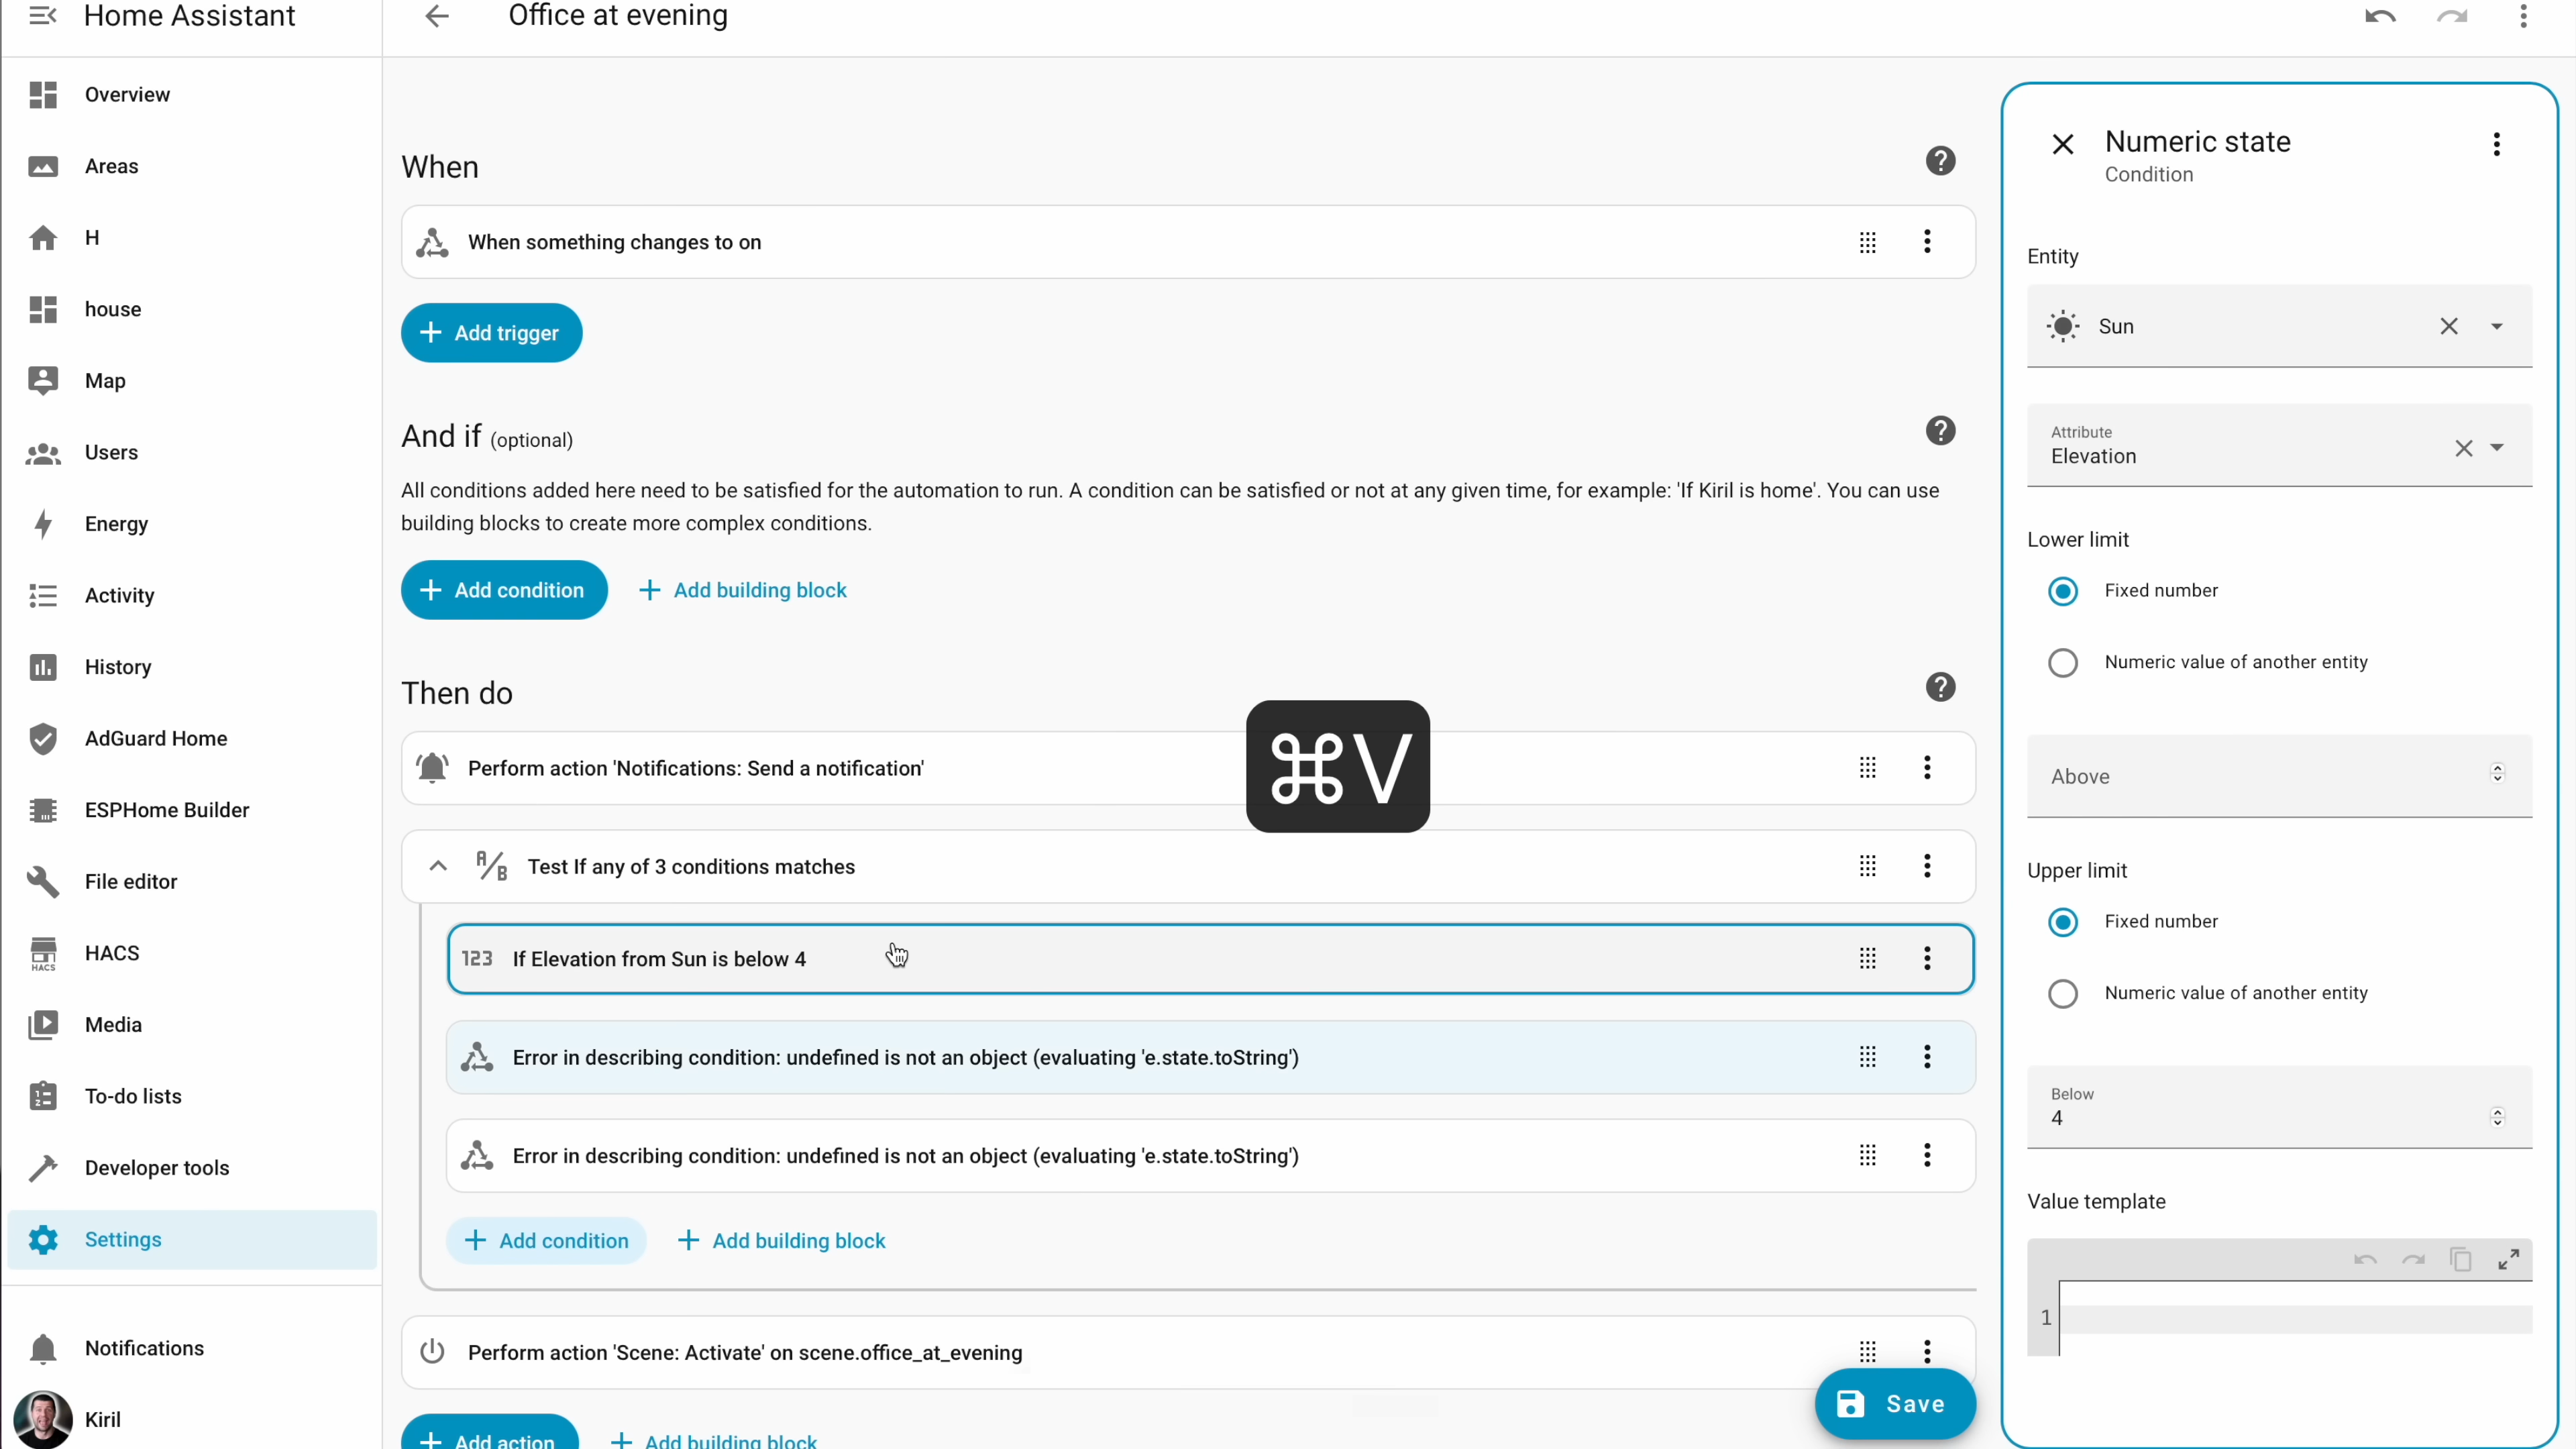 Home Assistant
Overview
Areas
H
house
Map
Users
Energy
Activity
History
AdGuard Home
ESPHome Builder
File editor
HACS
HACS
Media
To-do lists
Developer tools
Settings
Notifications
Kiril
Office at evening
When
When something changes to on
Add trigger
And if (optional)
All conditions added here need to be satisfied for the automation to run. A condition can be satisfied or not at any given time, for example: 'If Kiril is home'. You can use
building blocks to create more complex conditions.
Add condition
Add building block
Then do
Perform action 'Notifications: Send a notification'
⌘V
A/B
Test If any of 3 conditions matches
123
If Elevation from Sun is below 4
Error in describing condition: undefined is not an object (evaluating 'e.state.toString')
Error in describing condition: undefined is not an object (evaluating 'e.state.toString')
Add condition
Add building block
Perform action 'Scene: Activate' on scene.office_at_evening
Save
Add action
Add building block
Numeric state
Condition
Entity
Sun
Attribute
Elevation
Lower limit
Fixed number
Numeric value of another entity
Above
Upper limit
Fixed number
Numeric value of another entity
Below
4
Value template
1